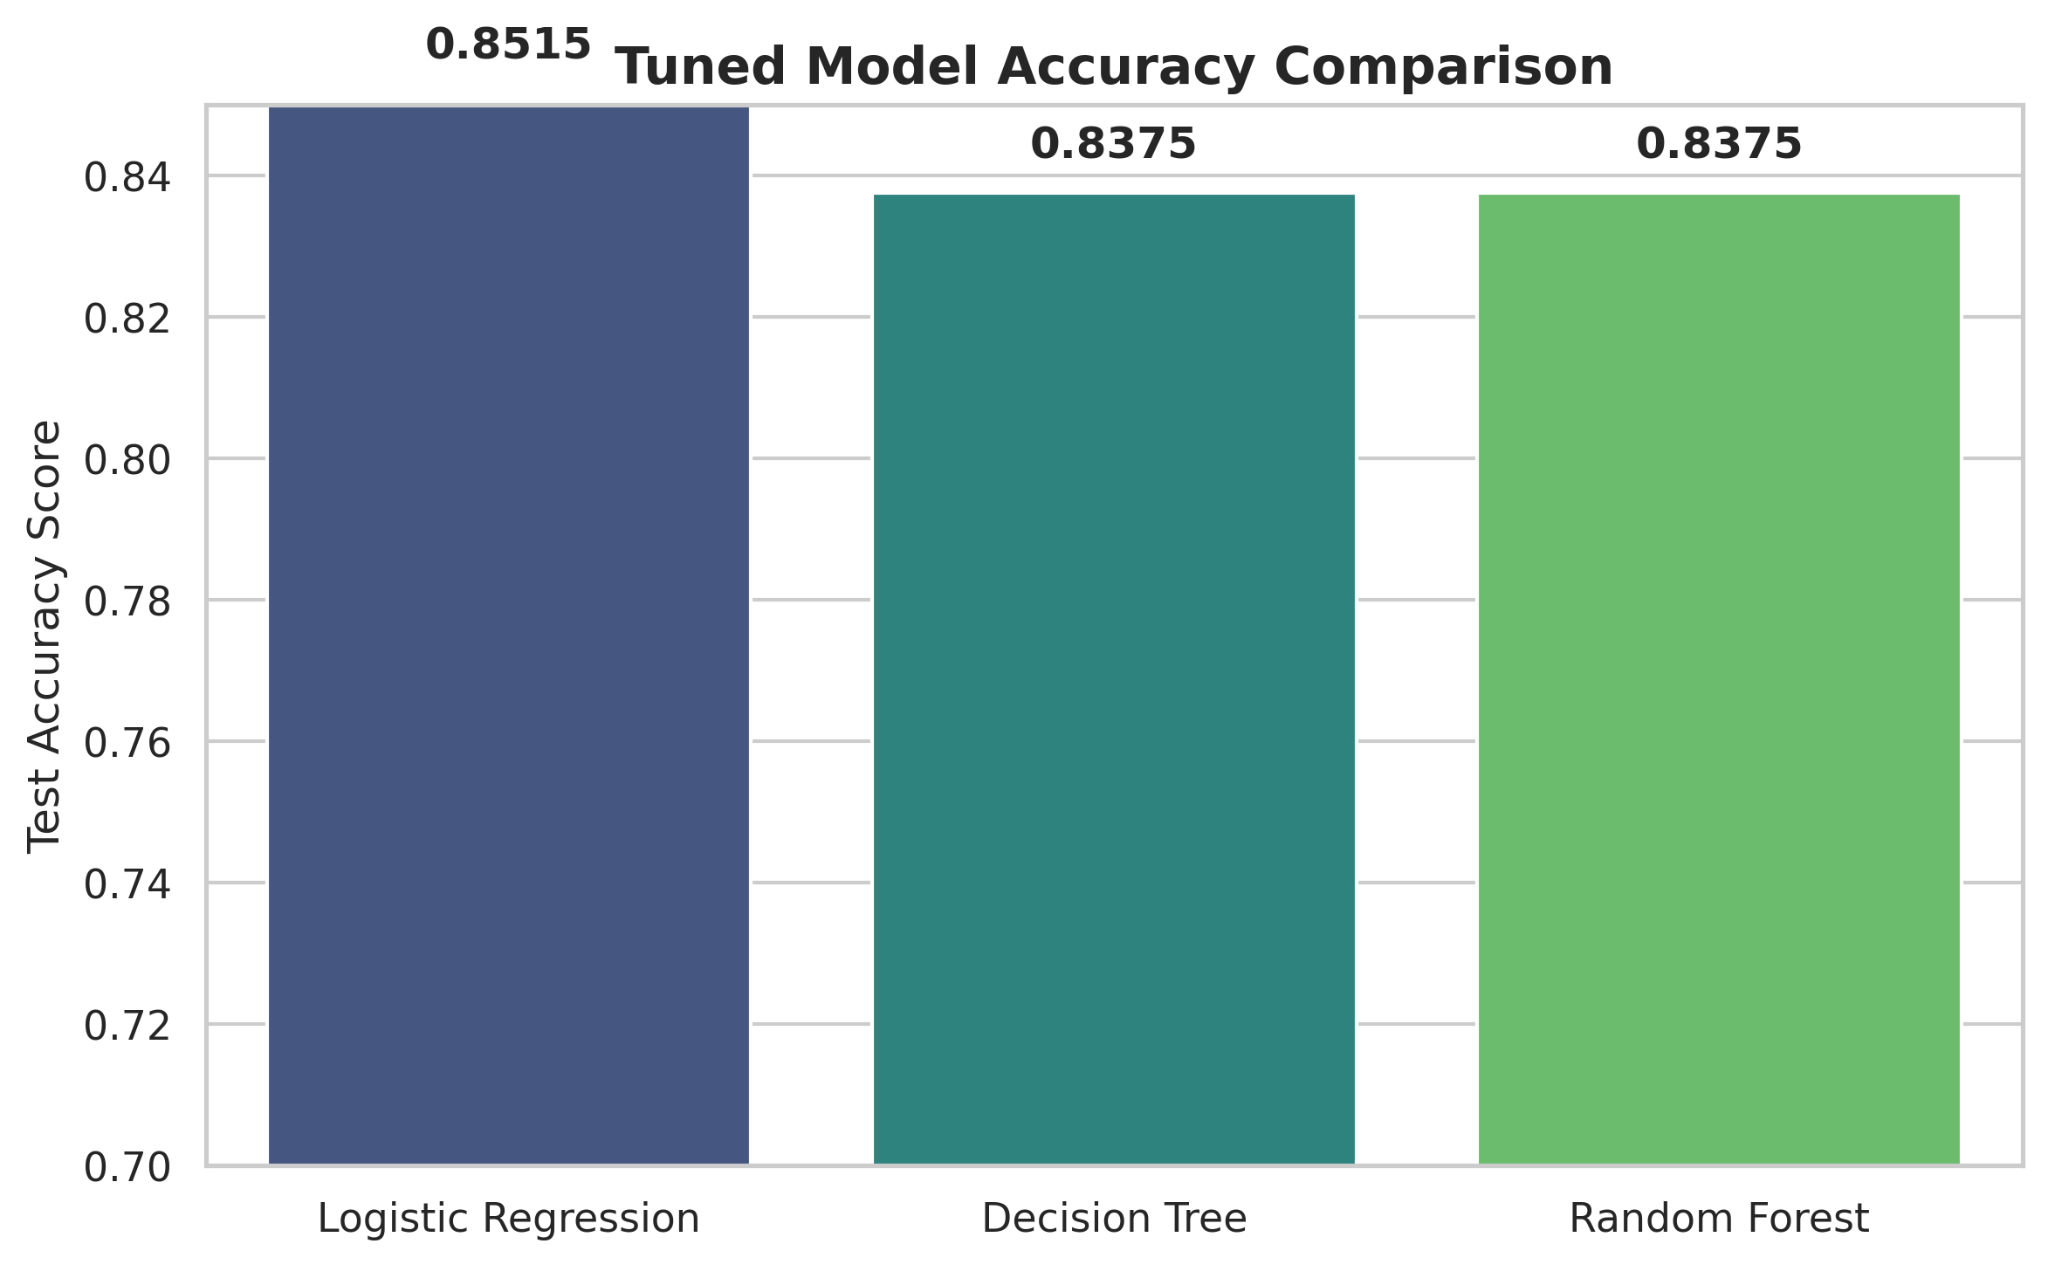 0.8515
Tuned Model Accuracy Comparison
0.8375
0.8375
Test Accuracy Score
0.84
0.82
0.80
0.78
0.76
0.74
0.72
0.70
Logistic Regression
Decision Tree
Random Forest